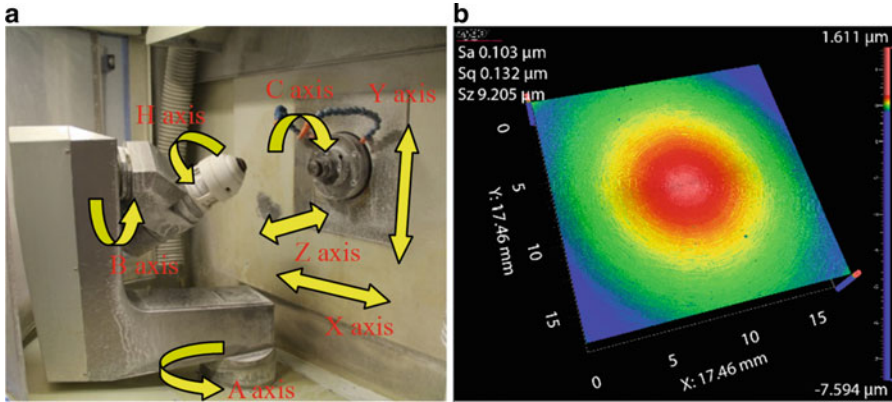 a
C axis
Y axis
H axis
B axis
Z axis
X axis
A axis
b
Sa 0.103 μm
Sq 0.132 μm
Sz 9.205 μm
1.611 μm
0
5
10
15
Y: 17.46 mm
0
5
10
15
X: 17.46 mm
-7.594 μm